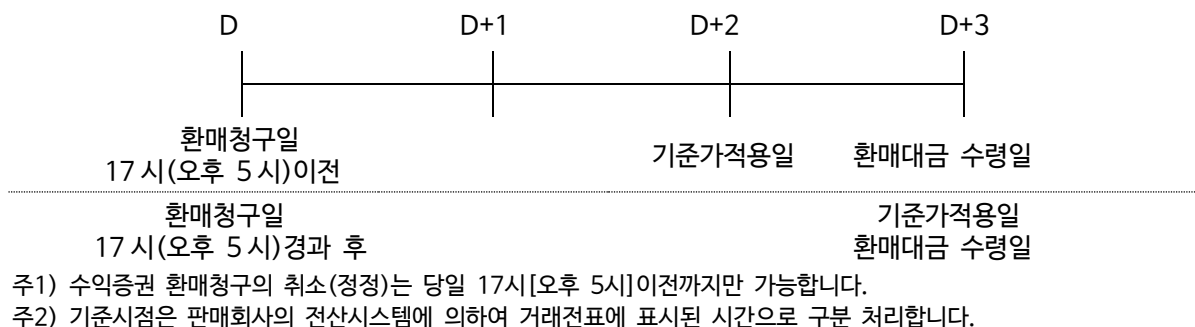 D D+1 D+2 D+3
환매청구일
17 시(오후 5 시)이전 기준가적용일 환매대금 수령일
환매청구일 기준가적용일
17 시(오후 5 시)경과 후 환매대금 수령일
주1) 수익증권 환매청구의 취소(정정)는 당일 17시[오후 5시]이전까지만 가능합니다.
주2) 기준시점은 판매회사의 전산시스템에 의하여 거래전표에 표시된 시간으로 구분 처리합니다.